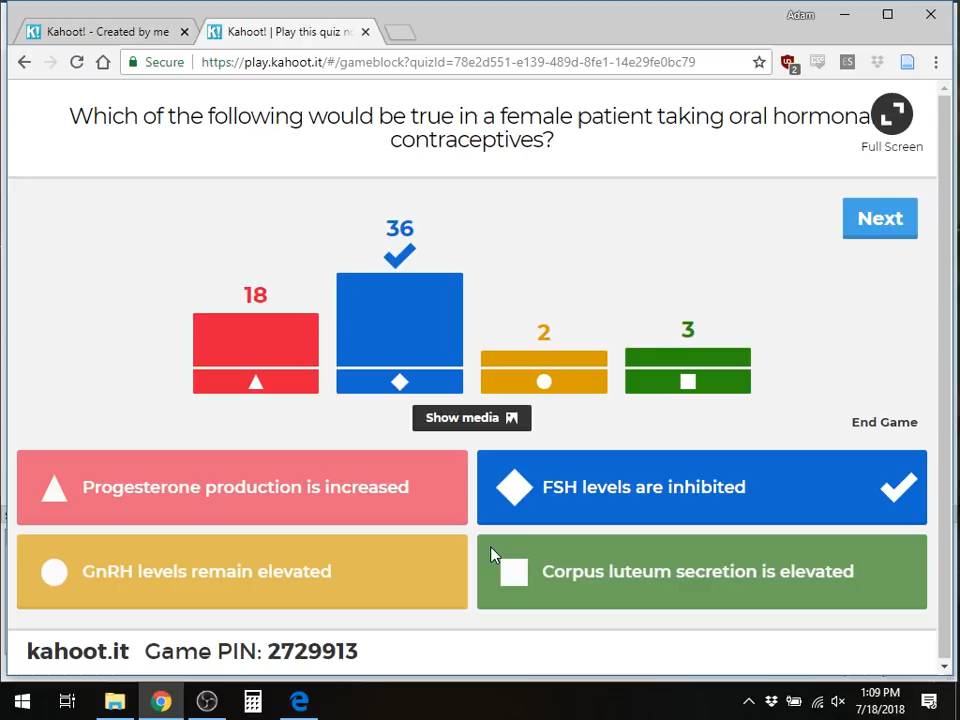 Adam
Kahoot! - Created by me
Kahoot! | Play this quiz n
Secure
https://play.kahoot.it/#/gameblock?quizId=78e2d551-e139-489d-8fe1-14e29fe0bc79
2
ES
Which of the following would be true in a female patient taking oral hormona
contraceptives?
Full Screen
Next
36
18
2
3
Show media
End Game
Progesterone production is increased
FSH levels are inhibited
GnRH levels remain elevated
Corpus luteum secretion is elevated
kahoot.it Game PIN: 2729913
1:09 PM
7/18/2018